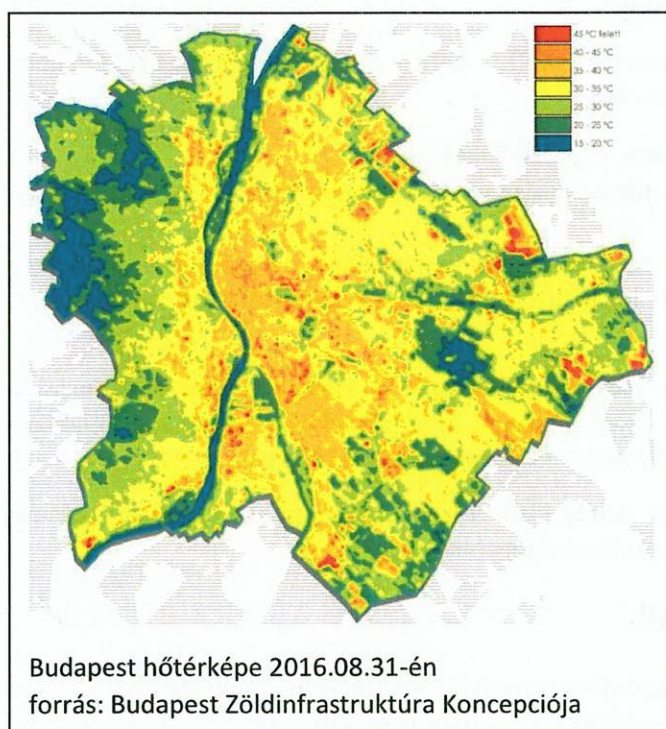 45 °C felett
40 - 45 °C
35 - 40 °C
30 - 35 °C
25 - 30 °C
20 - 25 °C
15 - 20 °C
Budapest hőtérképe 2016.08.31-én
forrás: Budapest Zöldinfrastruktúra Koncepciója